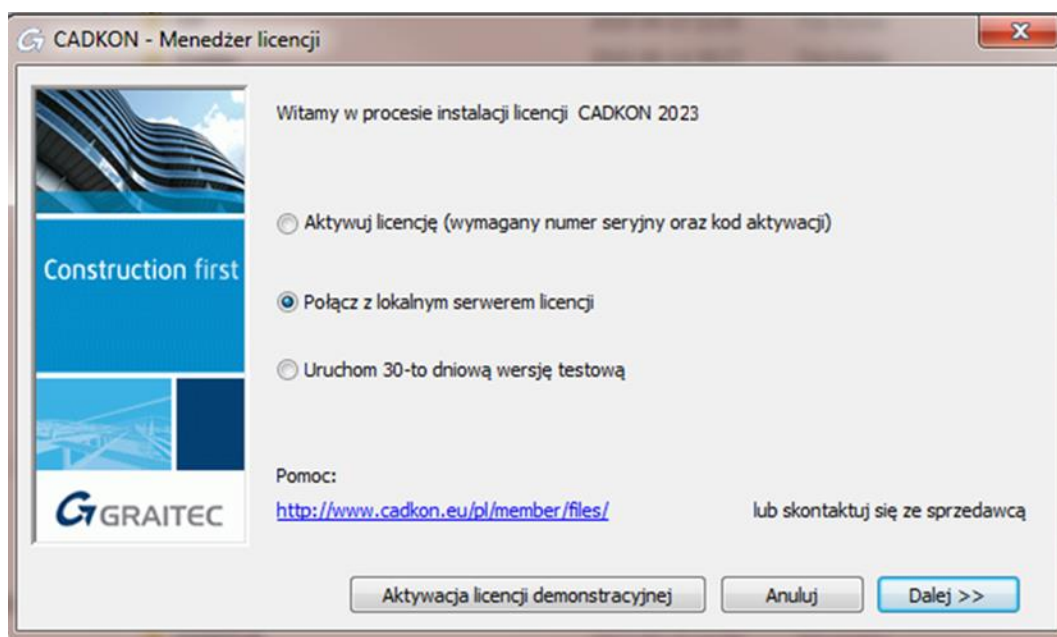 CADKON - Menedżer licencji
Witamy w procesie instalacji licencji CADKON 2023
Aktywuj licencję (wymagany numer seryjny oraz kod aktywacji)
Construction first
Połącz z lokalnym serwerem licencji
Uruchom 30-to dniową wersję testową
Pomoc:
http://www.cadkon.eu/pl/member/files/ lub skontaktuj się ze sprzedawcą
GRAITEC
Aktywacja licencji demonstracyjnej Anuluj Dalej >>